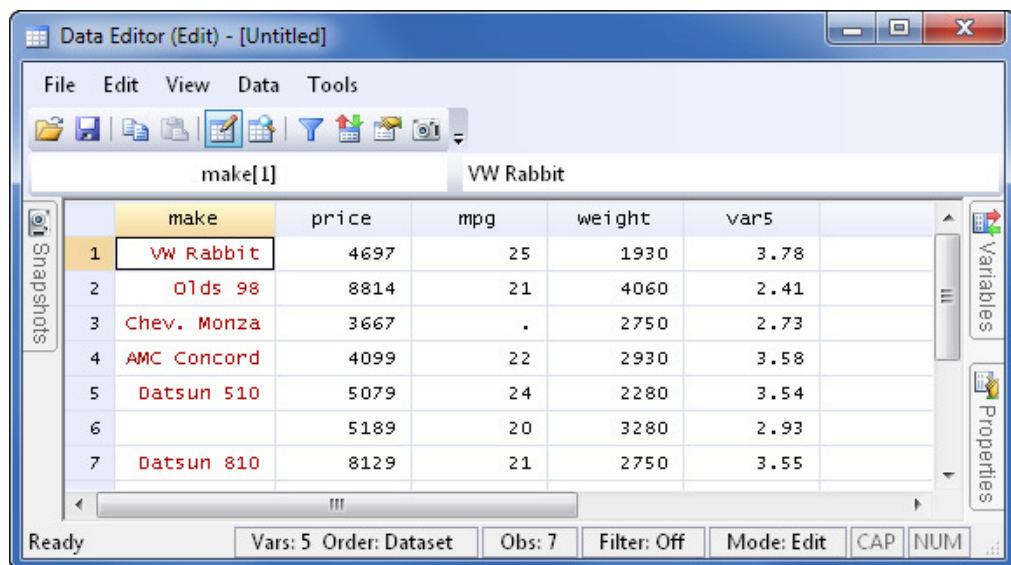 Data Editor (Edit) - [Untitled]
File Edit View Data Tools
make[1] VW Rabbit
Snapshots
make price mpg weight var5
1 VW Rabbit 4697 25 1930 3.78
2 Olds 98 8814 21 4060 2.41
3 Chev. Monza 3667 . 2750 2.73
4 AMC Concord 4099 22 2930 3.58
5 Datsun 510 5079 24 2280 3.54
6 5189 20 3280 2.93
7 Datsun 810 8129 21 2750 3.55
Variables
Properties
Ready Vars: 5 Order: Dataset Obs: 7 Filter: Off Mode: Edit CAP NUM